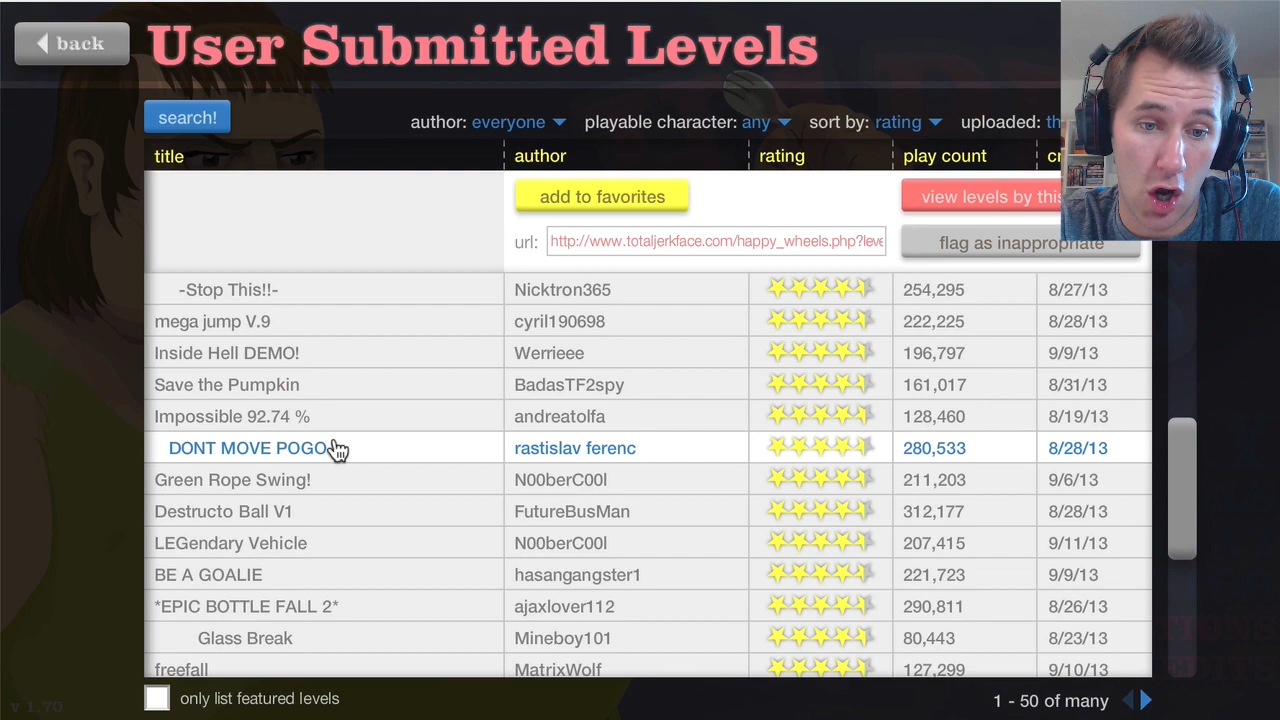 back
User Submitted Levels
search!
author: everyone playable character: any sort by: rating uploaded: th
title author rating play count cr
add to favorites view levels by this
url: http://www.totaljerkface.com/happy_wheels.php?leve flag as inappropriate
-Stop This!!- Nicktron365 254,295 8/27/13
mega jump V.9 cyril190698 222,225 8/28/13
Inside Hell DEMO! Werrieee 196,797 9/9/13
Save the Pumpkin BadasTF2spy 161,017 8/31/13
Impossible 92.74 % andreatolfa 128,460 8/19/13
DONT MOVE POGO rastislav ferenc 280,533 8/28/13
Green Rope Swing! N00berC00l 211,203 9/6/13
Destructo Ball V1 FutureBusMan 312,177 8/28/13
LEGendary Vehicle N00berC00l 207,415 9/11/13
BE A GOALIE hasangangster1 221,723 9/9/13
*EPIC BOTTLE FALL 2* ajaxlover112 290,811 8/26/13
Glass Break Mineboy101 80,443 8/23/13
freefall MatrixWolf 127,299 9/10/13
only list featured levels 1 - 50 of many
v 1.70